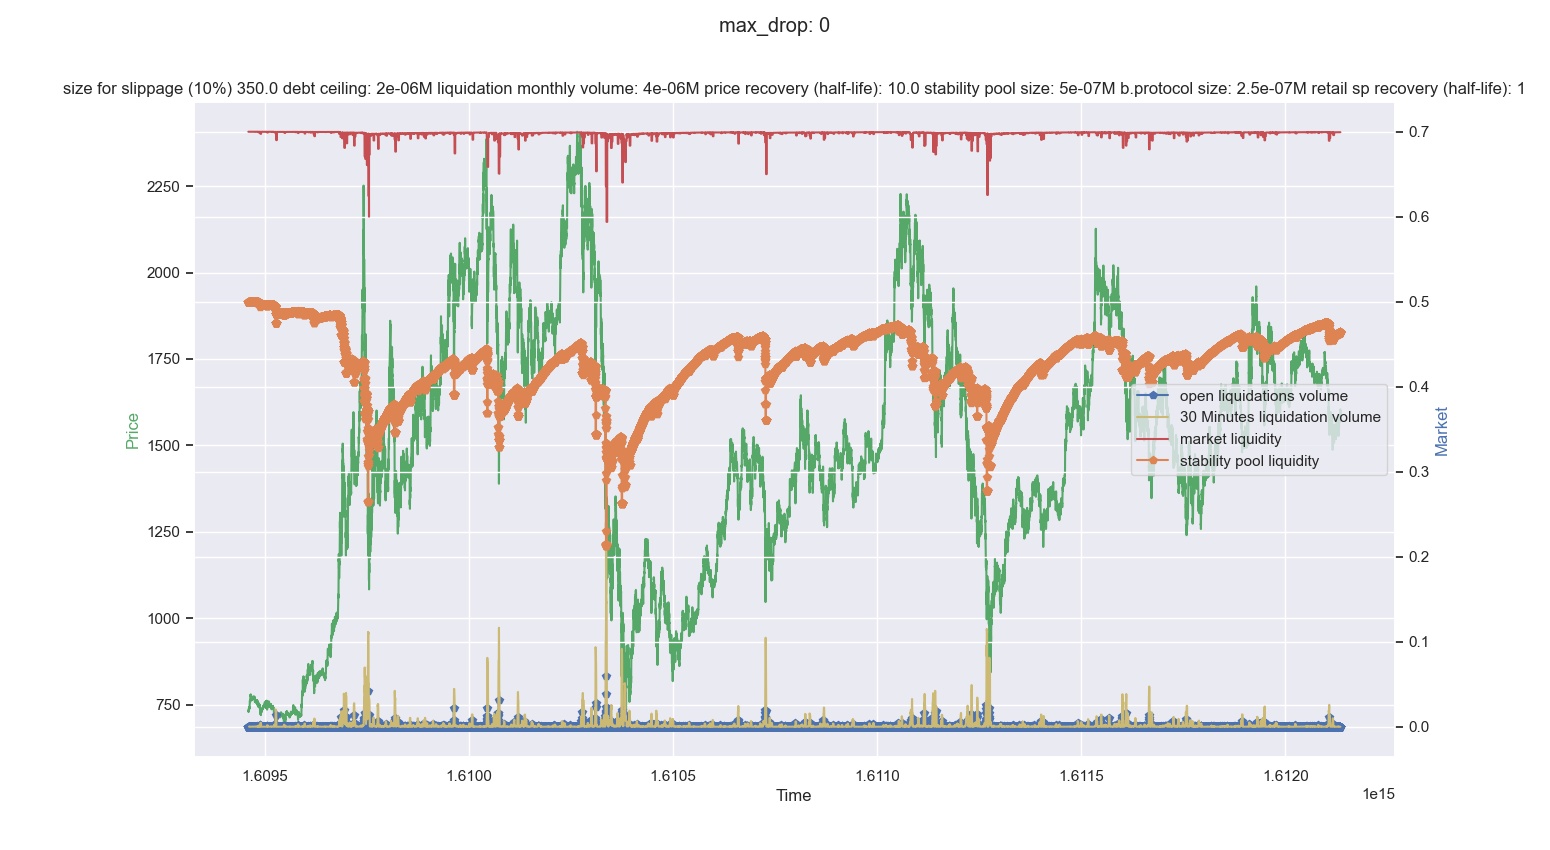 max_drop: 0
size for slippage (10%) 350.0 debt ceiling: 2e-06M liquidation monthly volume: 4e-06M price recovery (half-life): 10.0 stability pool size: 5e-07M b.protocol size: 2.5e-07M retail sp recovery (half-life): 1
0.7
2250
0.6
2000
0.5
1750
0.4
open liquidations volume
30 Minutes liquidation volume
market liquidity
stability pool liquidity
Price
Market
1500
0.3
1250
0.2
1000
0.1
750
0.0
1.6095
1.6100
1.6105
1.6110
1.6115
1.6120
Time
1e15